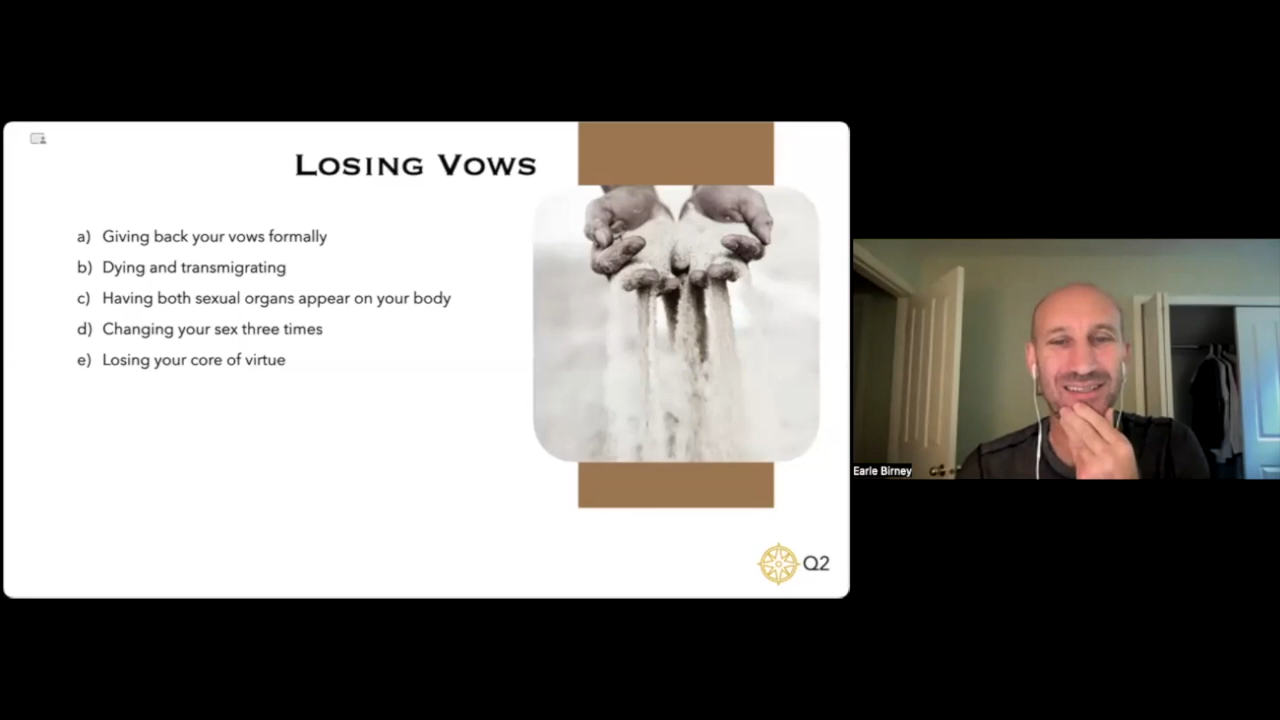 Losing Vows
a) Giving back your vows formally
b) Dying and transmigrating
c) Having both sexual organs appear on your body
d) Changing your sex three times
e) Losing your core of virtue
Q2
Earle Birney